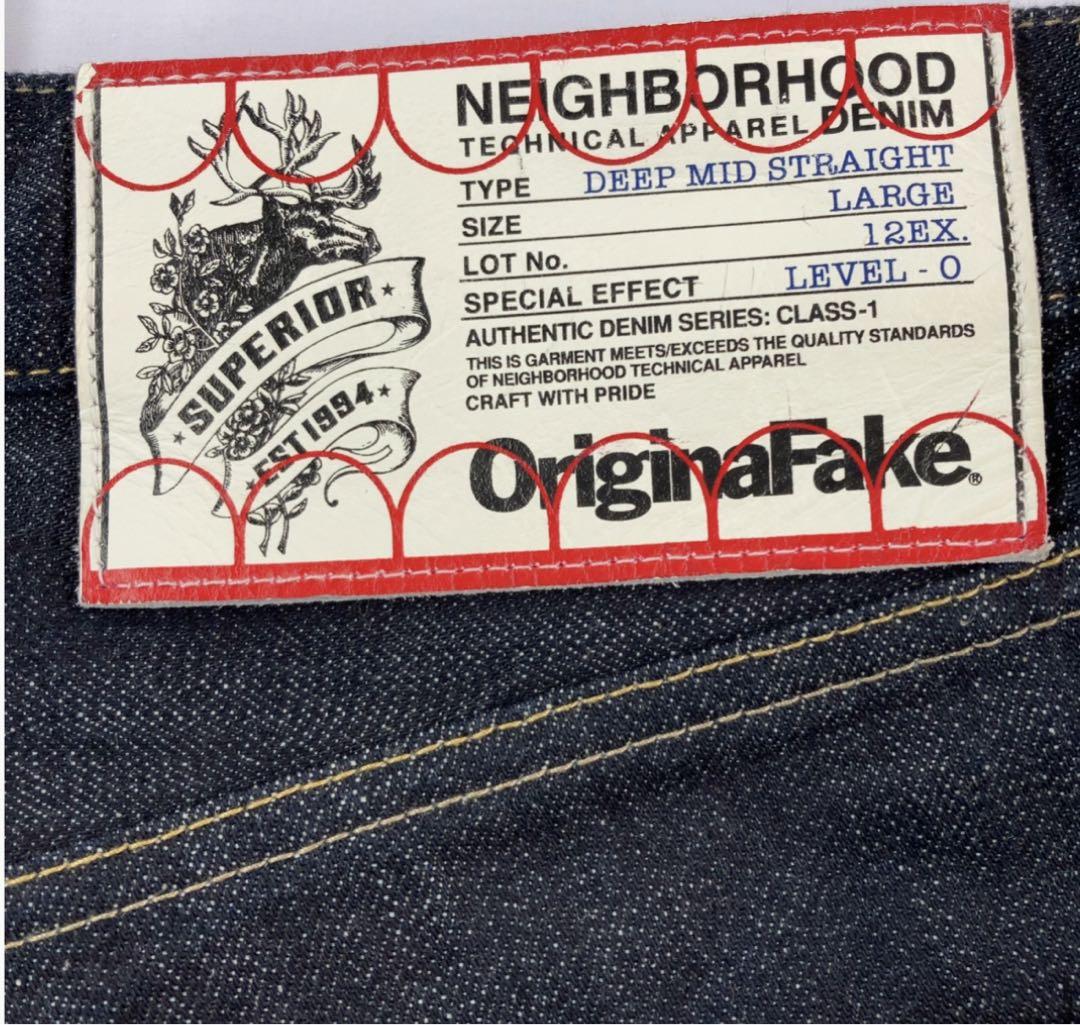 NEIGHBORHOOD
TECHNICAL APPAREL DENIM
TYPE DEEP MID STRAIGHT
SIZE LARGE
LOT No. 12EX.
SPECIAL EFFECT LEVEL - 0
AUTHENTIC DENIM SERIES: CLASS-1
THIS IS GARMENT MEETS/EXCEEDS THE QUALITY STANDARDS
OF NEIGHBORHOOD TECHNICAL APPAREL
CRAFT WITH PRIDE
OriginalFake®
★ SUPERIOR ★
★ EST 1994 ★